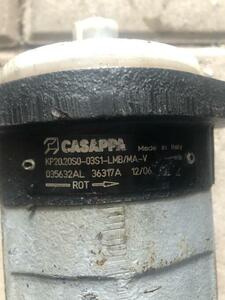 CASAPPA Made in Italy
KP20.20S0-03S1-LMB/MA-V
035632AL 36317A 12/06
ROT